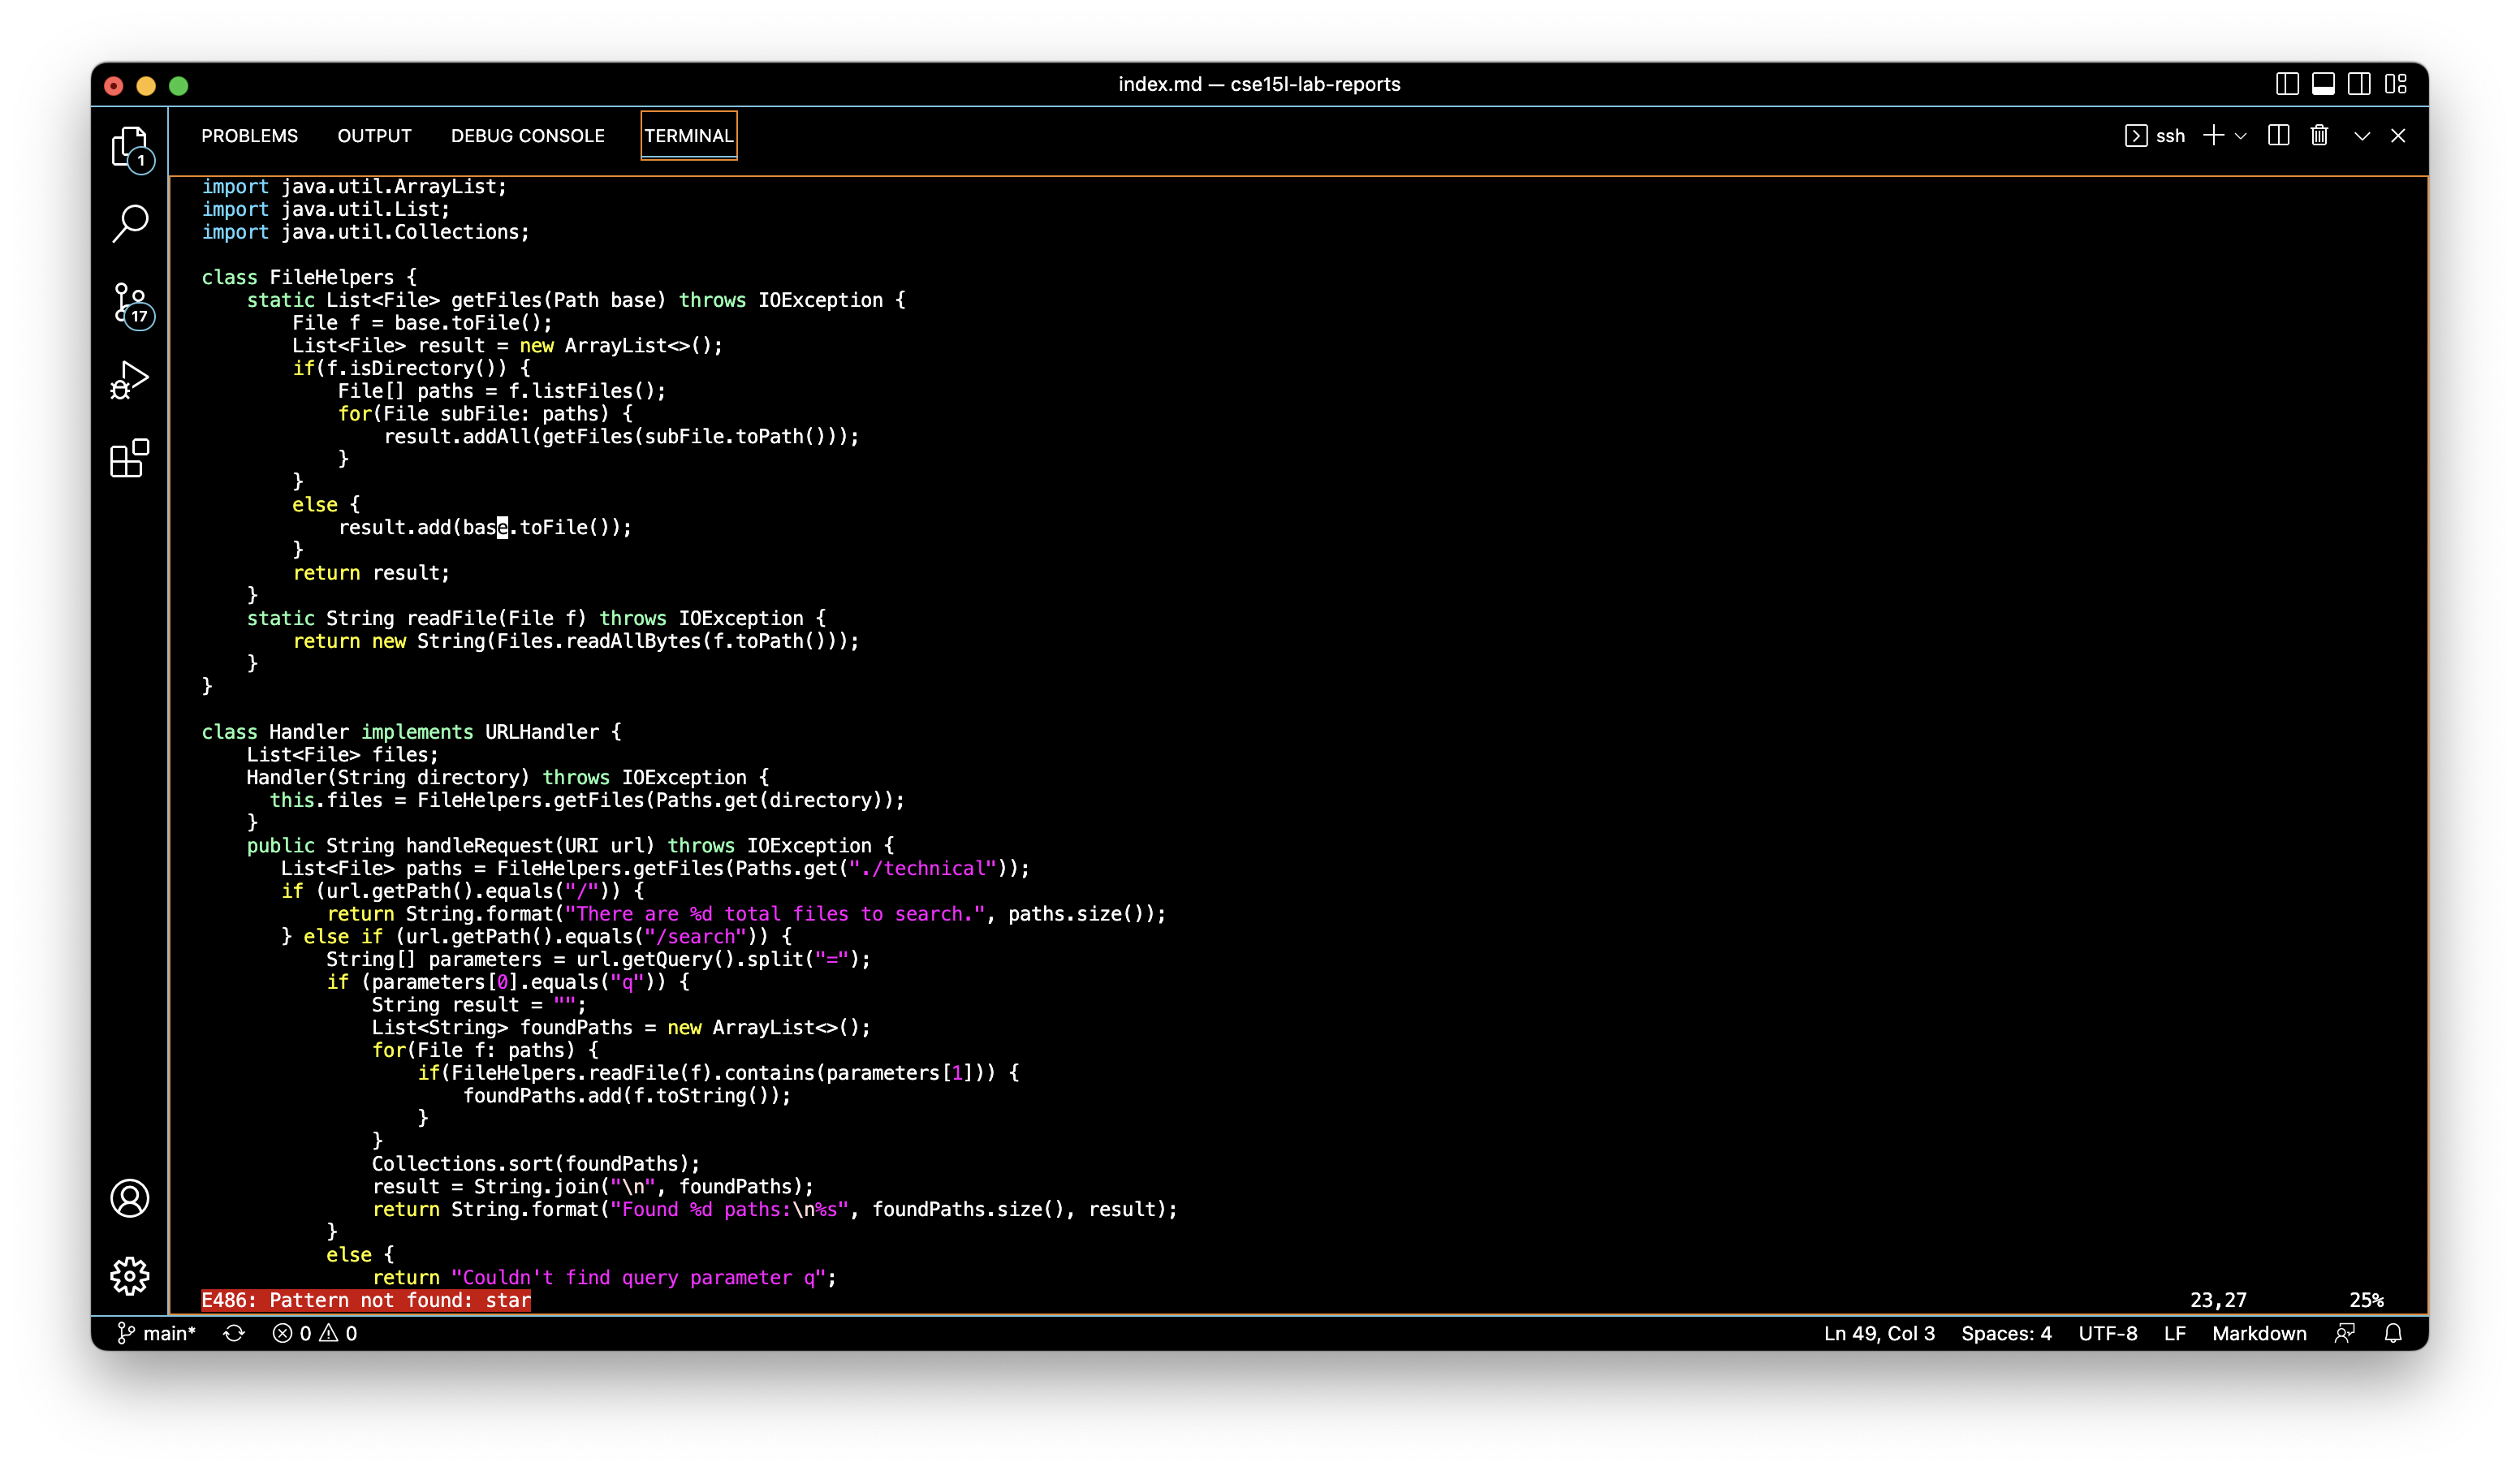 index.md — cse15l-lab-reports
1
17
PROBLEMS OUTPUT DEBUG CONSOLE TERMINAL ssh
import java.util.ArrayList;
import java.util.List;
import java.util.Collections;

class FileHelpers {
    static List<File> getFiles(Path base) throws IOException {
        File f = base.toFile();
        List<File> result = new ArrayList<>();
        if(f.isDirectory()) {
            File[] paths = f.listFiles();
            for(File subFile: paths) {
                result.addAll(getFiles(subFile.toPath()));
            }
        }
        else {
            result.add(base.toFile());
        }
        return result;
    }
    static String readFile(File f) throws IOException {
        return new String(Files.readAllBytes(f.toPath()));
    }
}

class Handler implements URLHandler {
    List<File> files;
    Handler(String directory) throws IOException {
      this.files = FileHelpers.getFiles(Paths.get(directory));
    }
    public String handleRequest(URI url) throws IOException {
       List<File> paths = FileHelpers.getFiles(Paths.get("./technical"));
       if (url.getPath().equals("/")) {
           return String.format("There are %d total files to search.", paths.size());
       } else if (url.getPath().equals("/search")) {
           String[] parameters = url.getQuery().split("=");
           if (parameters[0].equals("q")) {
               String result = "";
               List<String> foundPaths = new ArrayList<>();
               for(File f: paths) {
                   if(FileHelpers.readFile(f).contains(parameters[1])) {
                       foundPaths.add(f.toString());
                   }
               }
               Collections.sort(foundPaths);
               result = String.join("\n", foundPaths);
               return String.format("Found %d paths:\n%s", foundPaths.size(), result);
           }
           else {
               return "Couldn't find query parameter q";
E486: Pattern not found: star 23,27 25%
main* 0 0 Ln 49, Col 3 Spaces: 4 UTF-8 LF Markdown